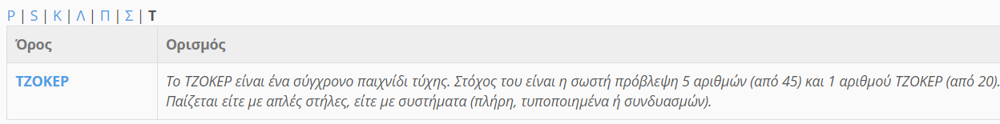 P | S | Κ | Λ | Π | Σ | Τ
Όρος Ορισμός
ΤΖΟΚΕΡ Το ΤΖΟΚΕΡ είναι ένα σύγχρονο παιχνίδι τύχης. Στόχος του είναι η σωστή πρόβλεψη 5 αριθμών (από 45) και 1 αριθμού ΤΖΟΚΕΡ (από 20).
Παίζεται είτε με απλές στήλες, είτε με συστήματα (πλήρη, τυποποιημένα ή συνδυασμών).